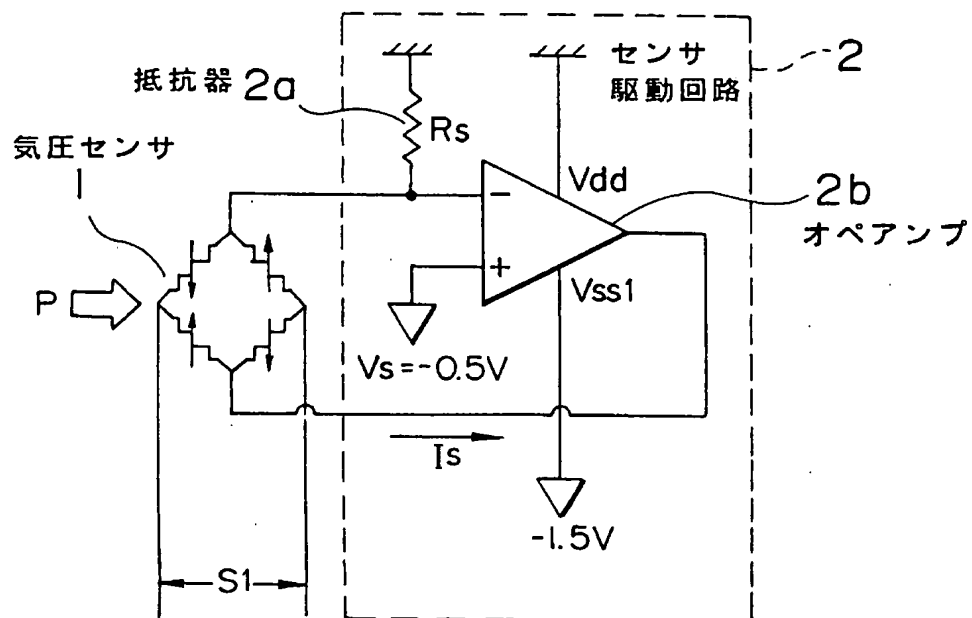 センサ
駆動回路
2
抵抗器 2a
Rs
気圧センサ
1
Vdd
2b
オペアンプ
−
+
P
Vss1
Vs=-0.5V
Is
-1.5V
S1